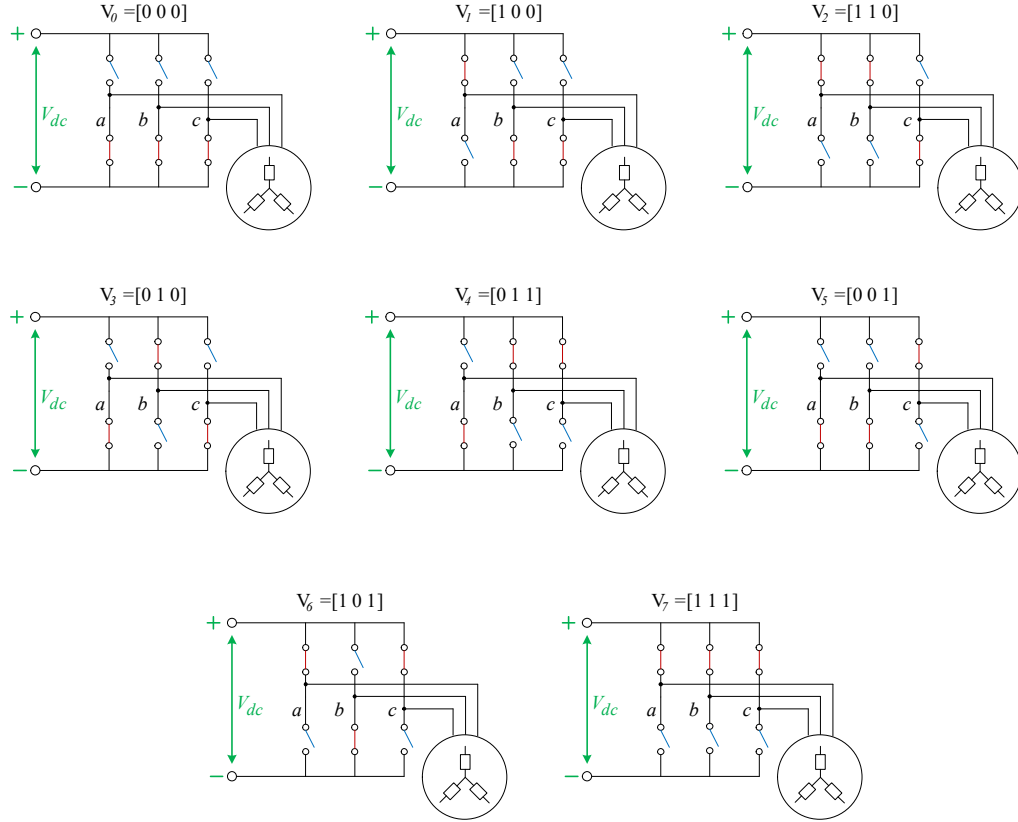 V0 =[0 0 0]
+
Vdc
a b c
−
V1 =[1 0 0]
+
Vdc
a b c
−
V2 =[1 1 0]
+
Vdc
a b c
−
V3 =[0 1 0]
+
Vdc
a b c
−
V4 =[0 1 1]
+
Vdc
a b c
−
V5 =[0 0 1]
+
Vdc
a b c
−
V6 =[1 0 1]
+
Vdc
a b c
−
V7 =[1 1 1]
+
Vdc
a b c
−